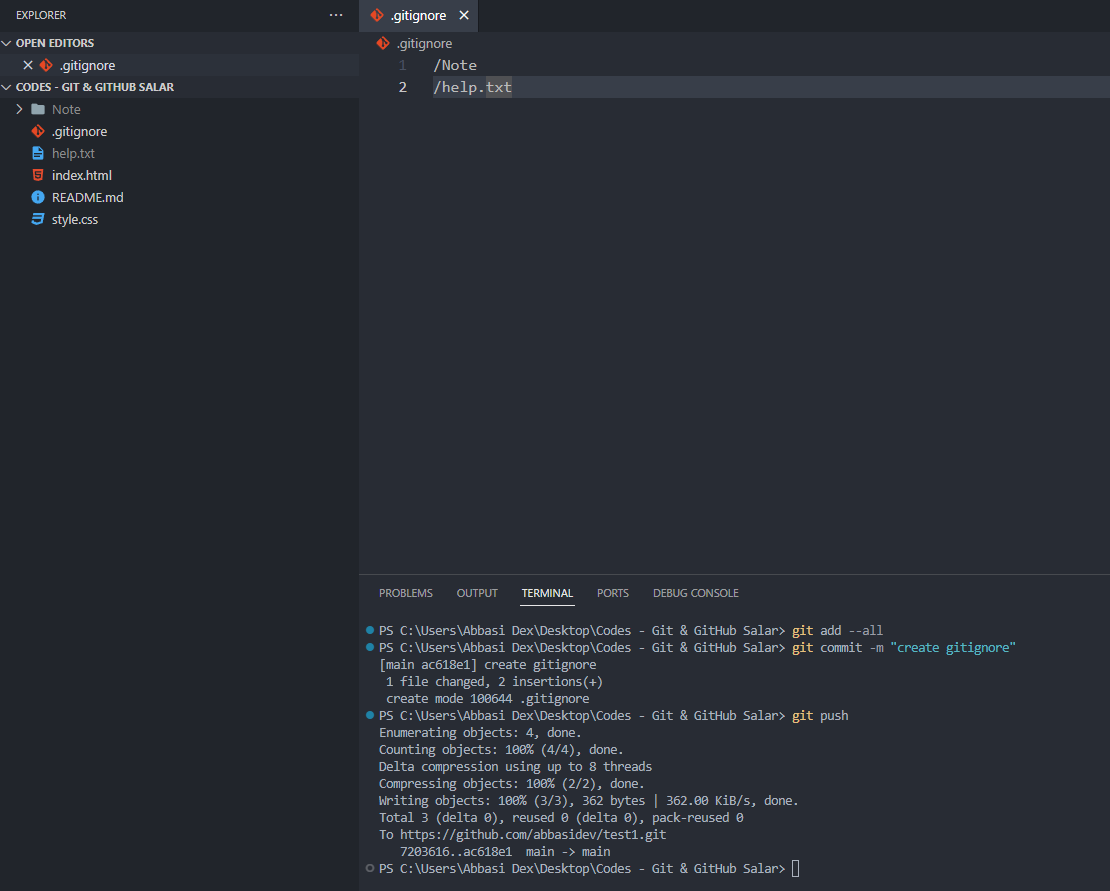 EXPLORER
OPEN EDITORS
.gitignore
CODES - GIT & GITHUB SALAR
Note
.gitignore
help.txt
index.html
README.md
style.css
.gitignore
.gitignore
1 /Note
2 /help.txt
PROBLEMS OUTPUT TERMINAL PORTS DEBUG CONSOLE
PS C:\Users\Abbasi Dex\Desktop\Codes - Git & GitHub Salar> git add --all
PS C:\Users\Abbasi Dex\Desktop\Codes - Git & GitHub Salar> git commit -m "create gitignore"
[main ac618e1] create gitignore
1 file changed, 2 insertions(+)
create mode 100644 .gitignore
PS C:\Users\Abbasi Dex\Desktop\Codes - Git & GitHub Salar> git push
Enumerating objects: 4, done.
Counting objects: 100% (4/4), done.
Delta compression using up to 8 threads
Compressing objects: 100% (2/2), done.
Writing objects: 100% (3/3), 362 bytes | 362.00 KiB/s, done.
Total 3 (delta 0), reused 0 (delta 0), pack-reused 0
To https://github.com/abbasidev/test1.git
7203616..ac618e1 main -> main
PS C:\Users\Abbasi Dex\Desktop\Codes - Git & GitHub Salar>